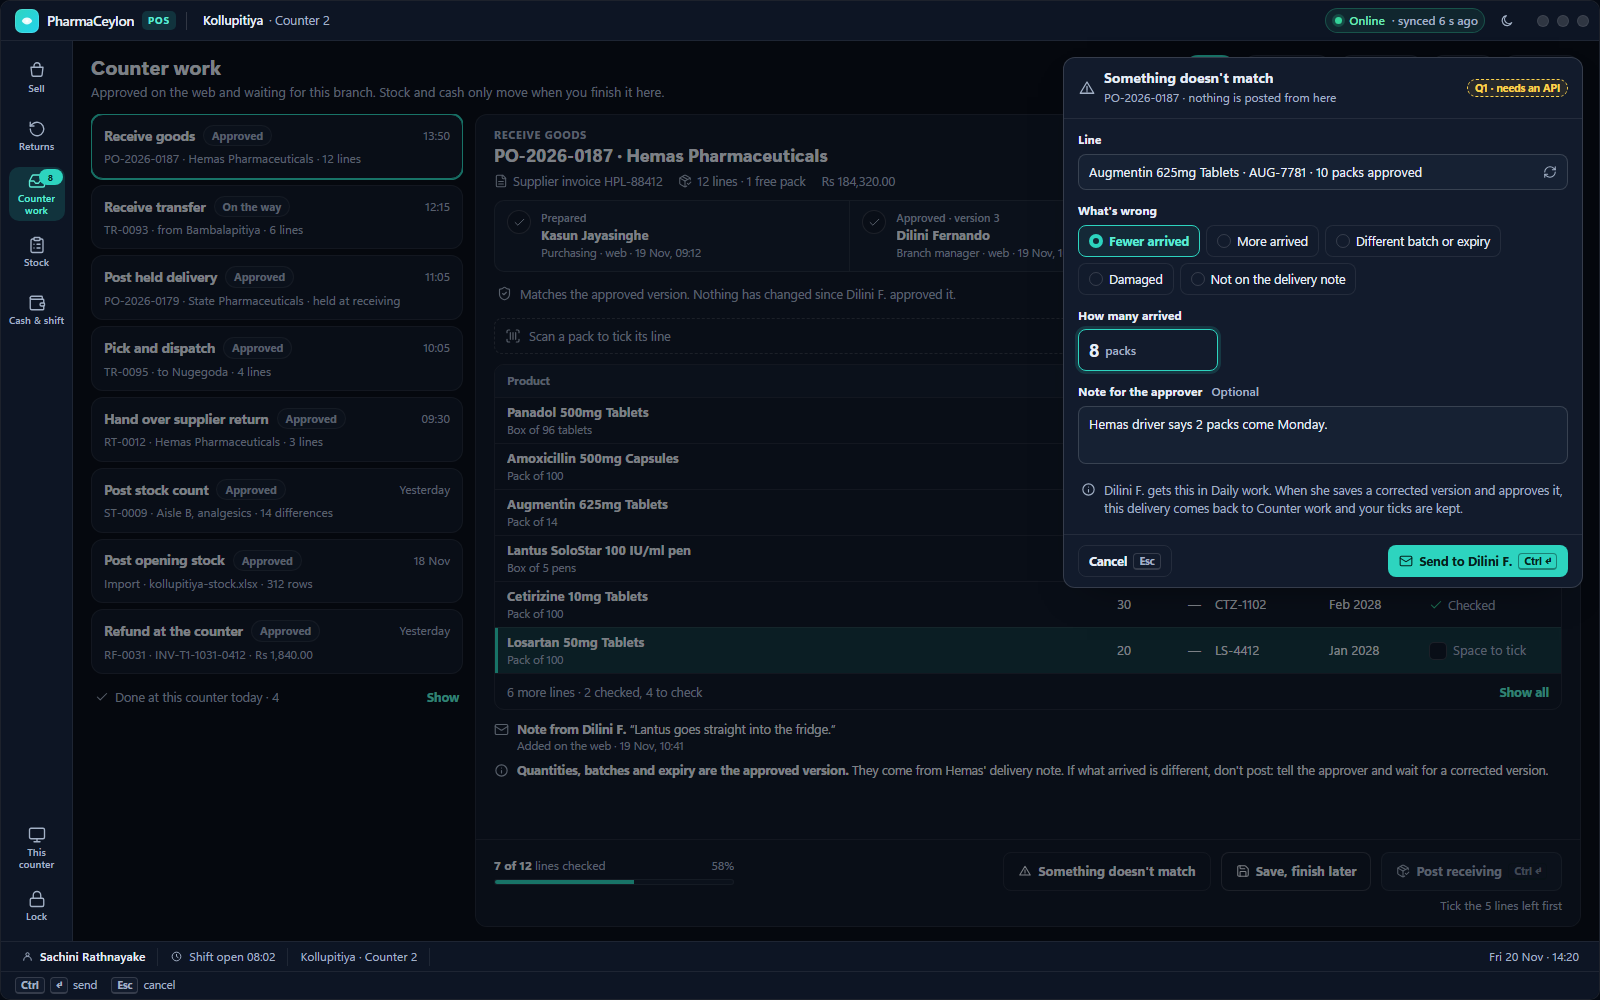 PharmaCeylon POS Kollupitiya · Counter 2
Online · synced 6 s ago
Sell
Returns
8
Counter
work
Stock
Cash & shift
This
counter
Lock
Counter work
Approved on the web and waiting for this branch. Stock and cash only move when you finish it here.
Receive goods Approved 13:50
PO-2026-0187 · Hemas Pharmaceuticals · 12 lines
Receive transfer On the way 12:15
TR-0093 · from Bambalapitiya · 6 lines
Post held delivery Approved 11:05
PO-2026-0179 · State Pharmaceuticals · held at receiving
Pick and dispatch Approved 10:05
TR-0095 · to Nugegoda · 4 lines
Hand over supplier return Approved 09:30
RT-0012 · Hemas Pharmaceuticals · 3 lines
Post stock count Approved Yesterday
ST-0009 · Aisle B, analgesics · 14 differences
Post opening stock Approved 18 Nov
Import · kollupitiya-stock.xlsx · 312 rows
Refund at the counter Approved Yesterday
RF-0031 · INV-T1-1031-0412 · Rs 1,840.00
Done at this counter today · 4 Show
RECEIVE GOODS
PO-2026-0187 · Hemas Pharmaceuticals
Supplier invoice HPL-88412 12 lines · 1 free pack Rs 184,320.00
Prepared
Kasun Jayasinghe
Purchasing · web · 19 Nov, 09:12
Approved · version 3
Dilini Fernando
Branch manager · web · 19 Nov, 1
Matches the approved version. Nothing has changed since Dilini F. approved it.
Scan a pack to tick its line
Product
Panadol 500mg Tablets
Box of 96 tablets
Amoxicillin 500mg Capsules
Pack of 100
Augmentin 625mg Tablets
Pack of 14
Lantus SoloStar 100 IU/ml pen
Box of 5 pens
Cetirizine 10mg Tablets
Pack of 100
30 — CTZ-1102 Feb 2028 Checked
Losartan 50mg Tablets
Pack of 100
20 — LS-4412 Jan 2028 Space to tick
6 more lines · 2 checked, 4 to check Show all
Note from Dilini F. "Lantus goes straight into the fridge."
Added on the web · 19 Nov, 10:41
Quantities, batches and expiry are the approved version. They come from Hemas' delivery note. If what arrived is different, don't post: tell the approver and wait for a corrected version.
7 of 12 lines checked 58%
Something doesn't match
Save, finish later
Post receiving Ctrl ↵
Tick the 5 lines left first
Something doesn't match
PO-2026-0187 · nothing is posted from here
Q1 · needs an API
Line
Augmentin 625mg Tablets · AUG-7781 · 10 packs approved
What's wrong
Fewer arrived More arrived Different batch or expiry
Damaged Not on the delivery note
How many arrived
8 packs
Note for the approver Optional
Hemas driver says 2 packs come Monday.
Dilini F. gets this in Daily work. When she saves a corrected version and approves it,
this delivery comes back to Counter work and your ticks are kept.
Cancel Esc
Send to Dilini F. Ctrl ↵
Sachini Rathnayake Shift open 08:02 Kollupitiya · Counter 2 Fri 20 Nov · 14:20
Ctrl ↵ send Esc cancel